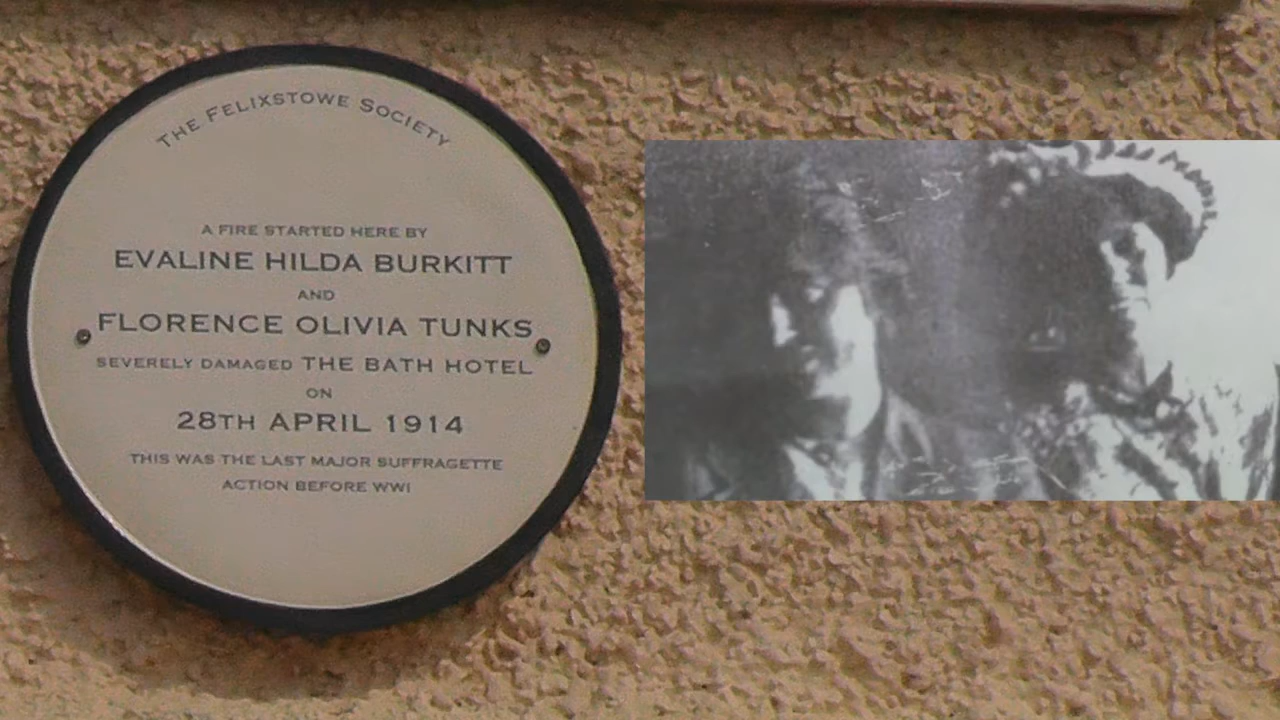 THE FELIXSTOWE SOCIETY
A FIRE STARTED HERE BY
EVALINE HILDA BURKITT
AND
FLORENCE OLIVIA TUNKS
SEVERELY DAMAGED THE BATH HOTEL
ON
28TH APRIL 1914
THIS WAS THE LAST MAJOR SUFFRAGETTE
ACTION BEFORE WWI